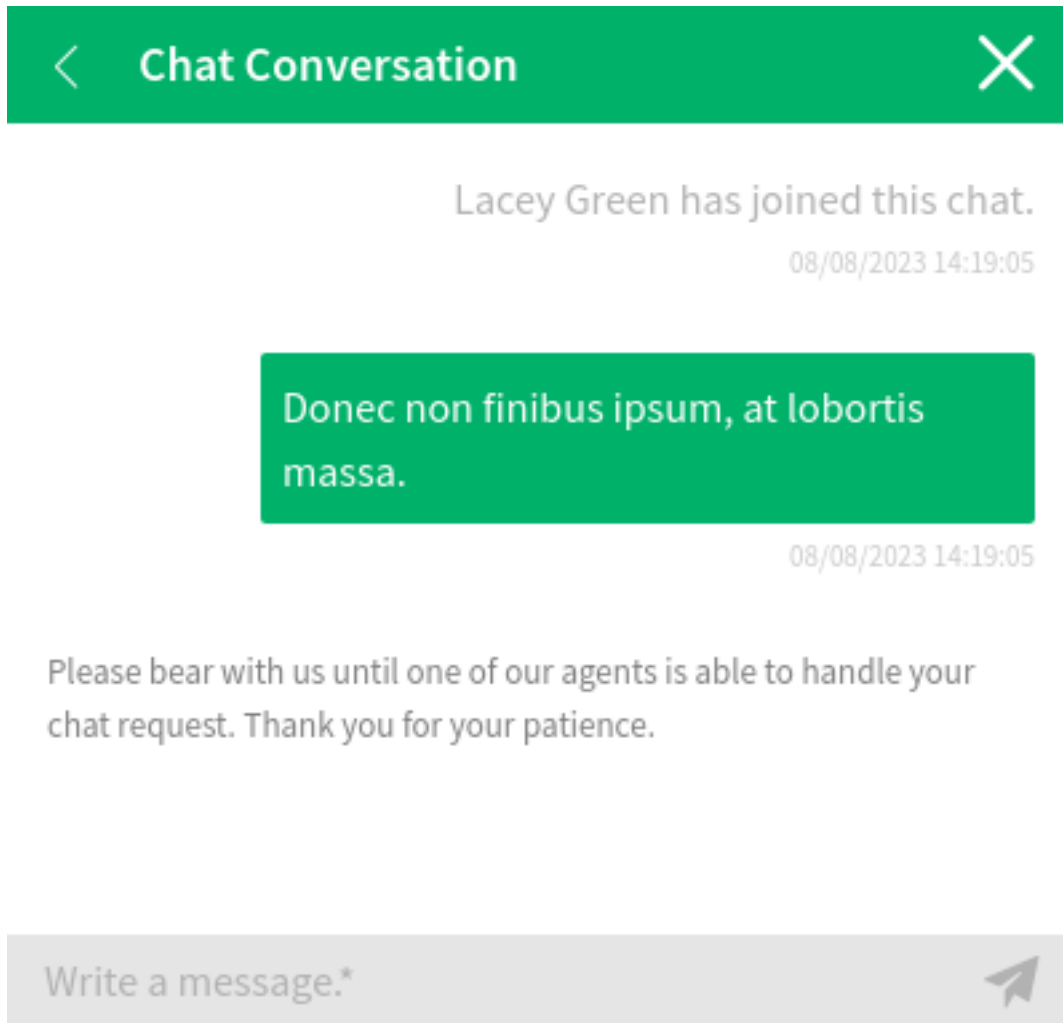 Chat Conversation
Lacey Green has joined this chat.
08/08/2023 14:19:05
Donec non finibus ipsum, at lobortis
massa.
08/08/2023 14:19:05
Please bear with us until one of our agents is able to handle your
chat request. Thank you for your patience.
Write a message.*